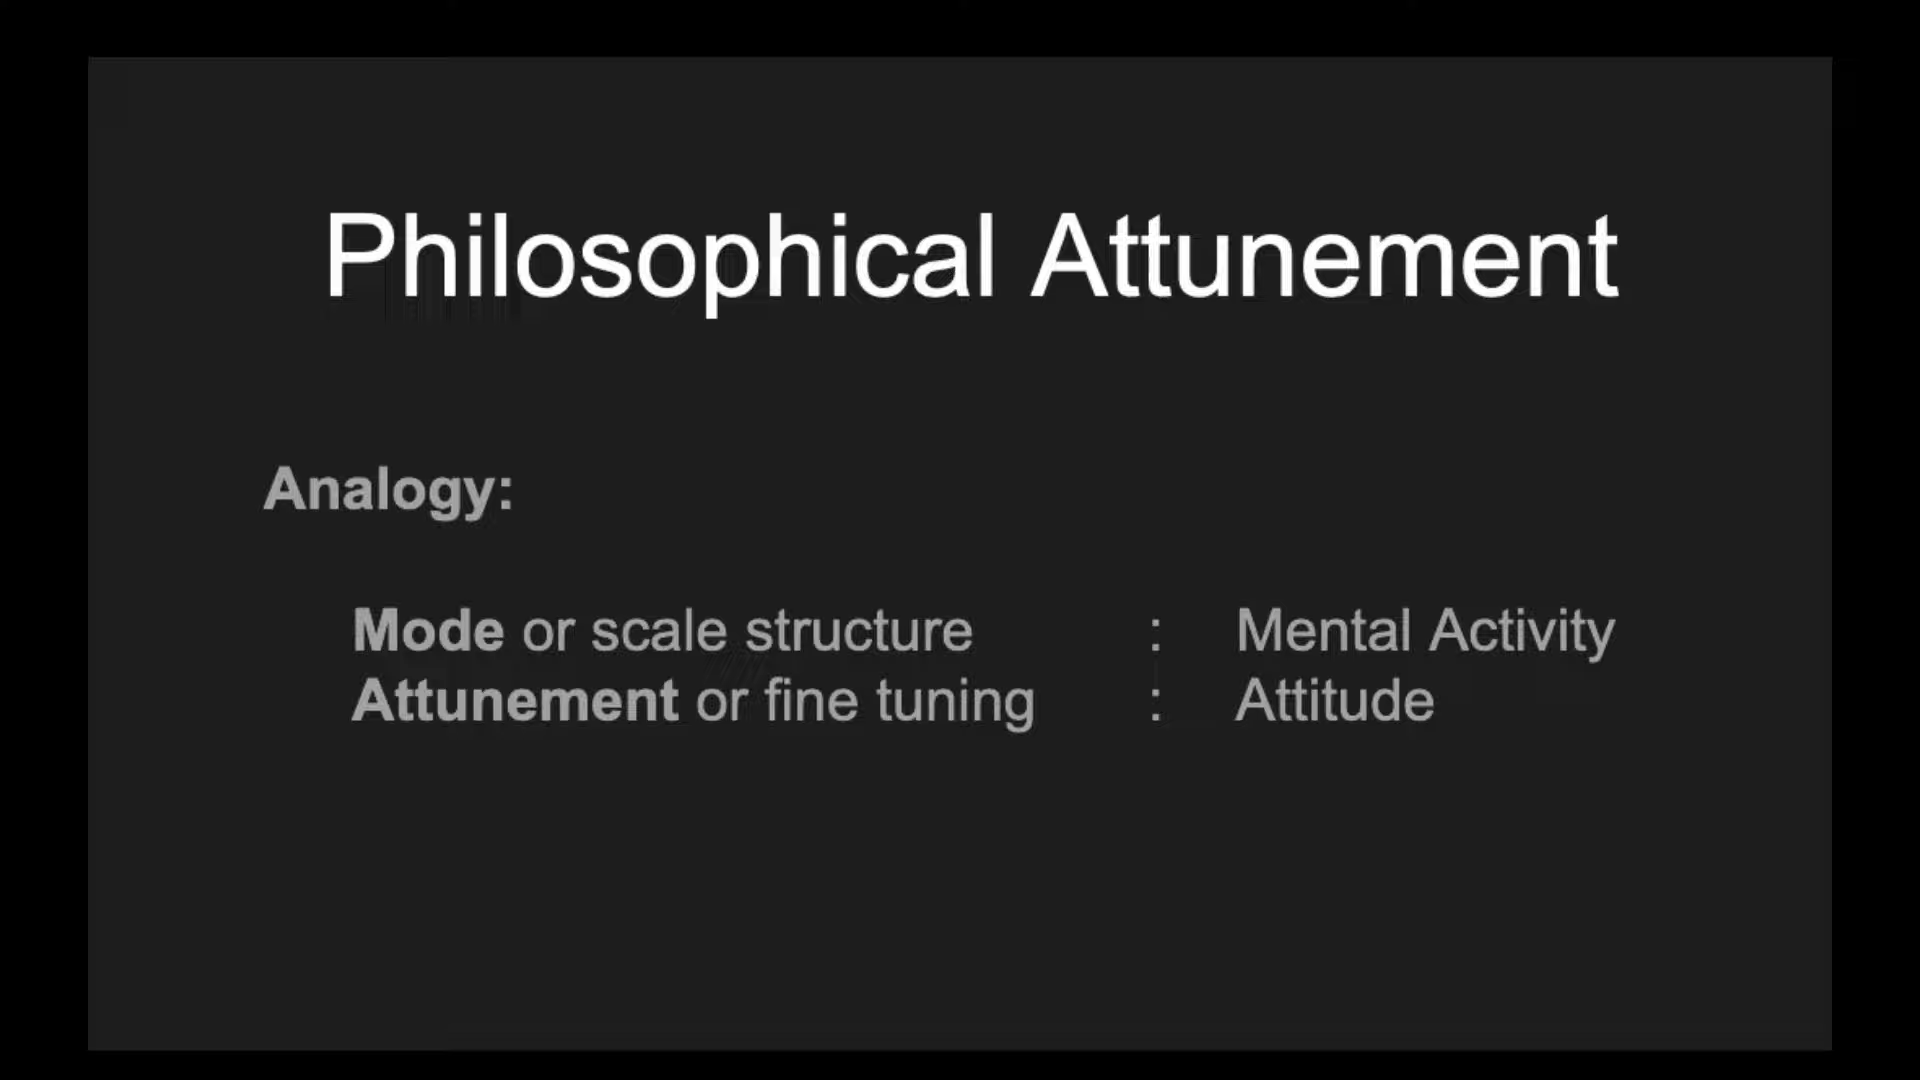 Philosophical Attunement
Analogy:
Mode or scale structure : Mental Activity
Attunement or fine tuning : Attitude